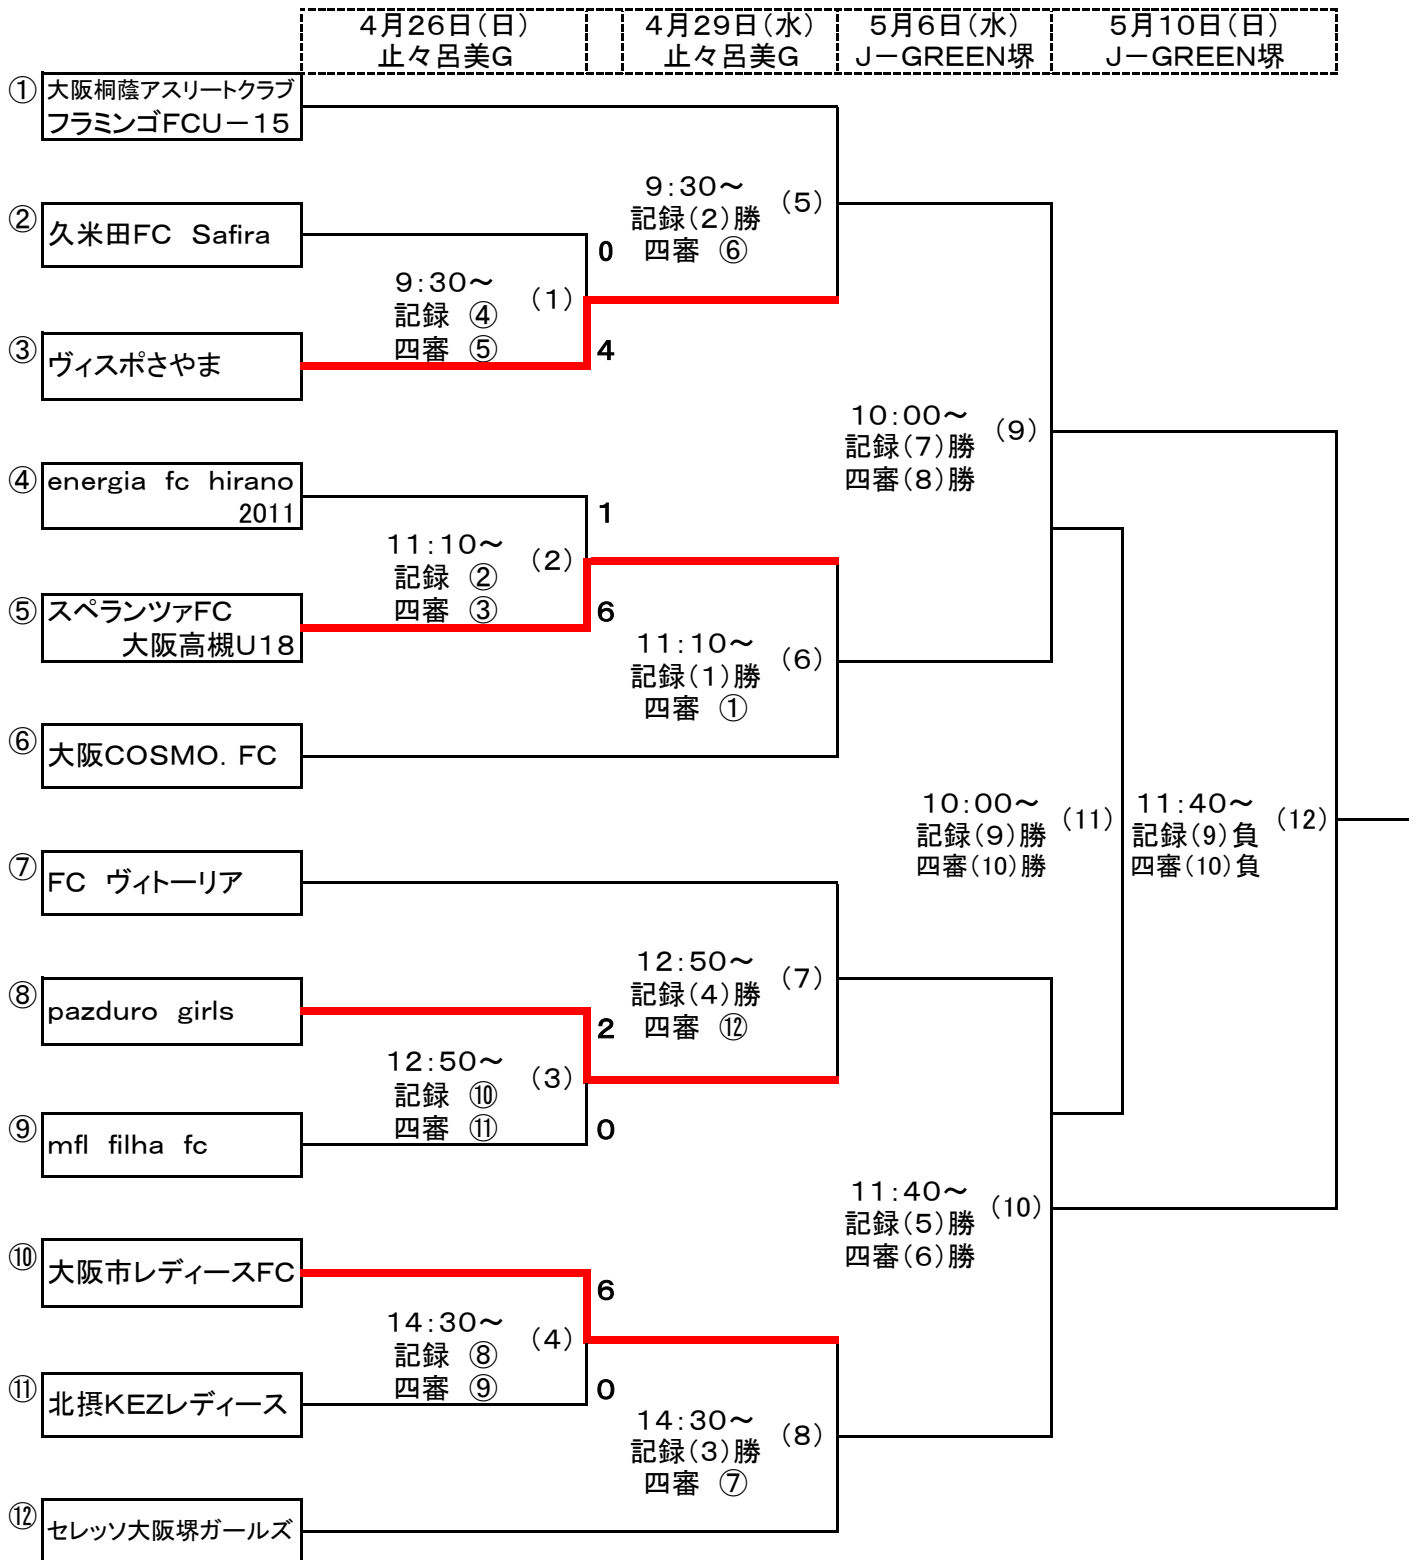 4月26日(日)
止々呂美G
4月29日(水)
止々呂美G
5月6日(水)
J-GREEN堺
5月10日(日)
J-GREEN堺
① 大阪桐蔭アスリートクラブ
フラミンゴFCU-15
② 久米田FC Safira
③ ヴィスポさやま
④ energia fc hirano
2011
⑤ スペランツァFC
大阪高槻U18
⑥ 大阪COSMO. FC
⑦ FC ヴィトーリア
⑧ pazduro girls
⑨ mfl filha fc
⑩ 大阪市レディースFC
⑪ 北摂KEZレディース
⑫ セレッソ大阪堺ガールズ
9:30～
記録 ④
四審 ⑤
(1)
0
4
11:10～
記録 ②
四審 ③
(2)
1
6
12:50～
記録 ⑩
四審 ⑪
(3)
2
0
14:30～
記録 ⑧
四審 ⑨
(4)
6
0
9:30～
記録(2)勝
四審 ⑥
(5)
11:10～
記録(1)勝
四審 ①
(6)
12:50～
記録(4)勝
四審 ⑫
(7)
14:30～
記録(3)勝
四審 ⑦
(8)
10:00～
記録(7)勝
四審(8)勝
(9)
11:40～
記録(5)勝
四審(6)勝
(10)
10:00～
記録(9)勝
四審(10)勝
(11)
11:40～
記録(9)負
四審(10)負
(12)